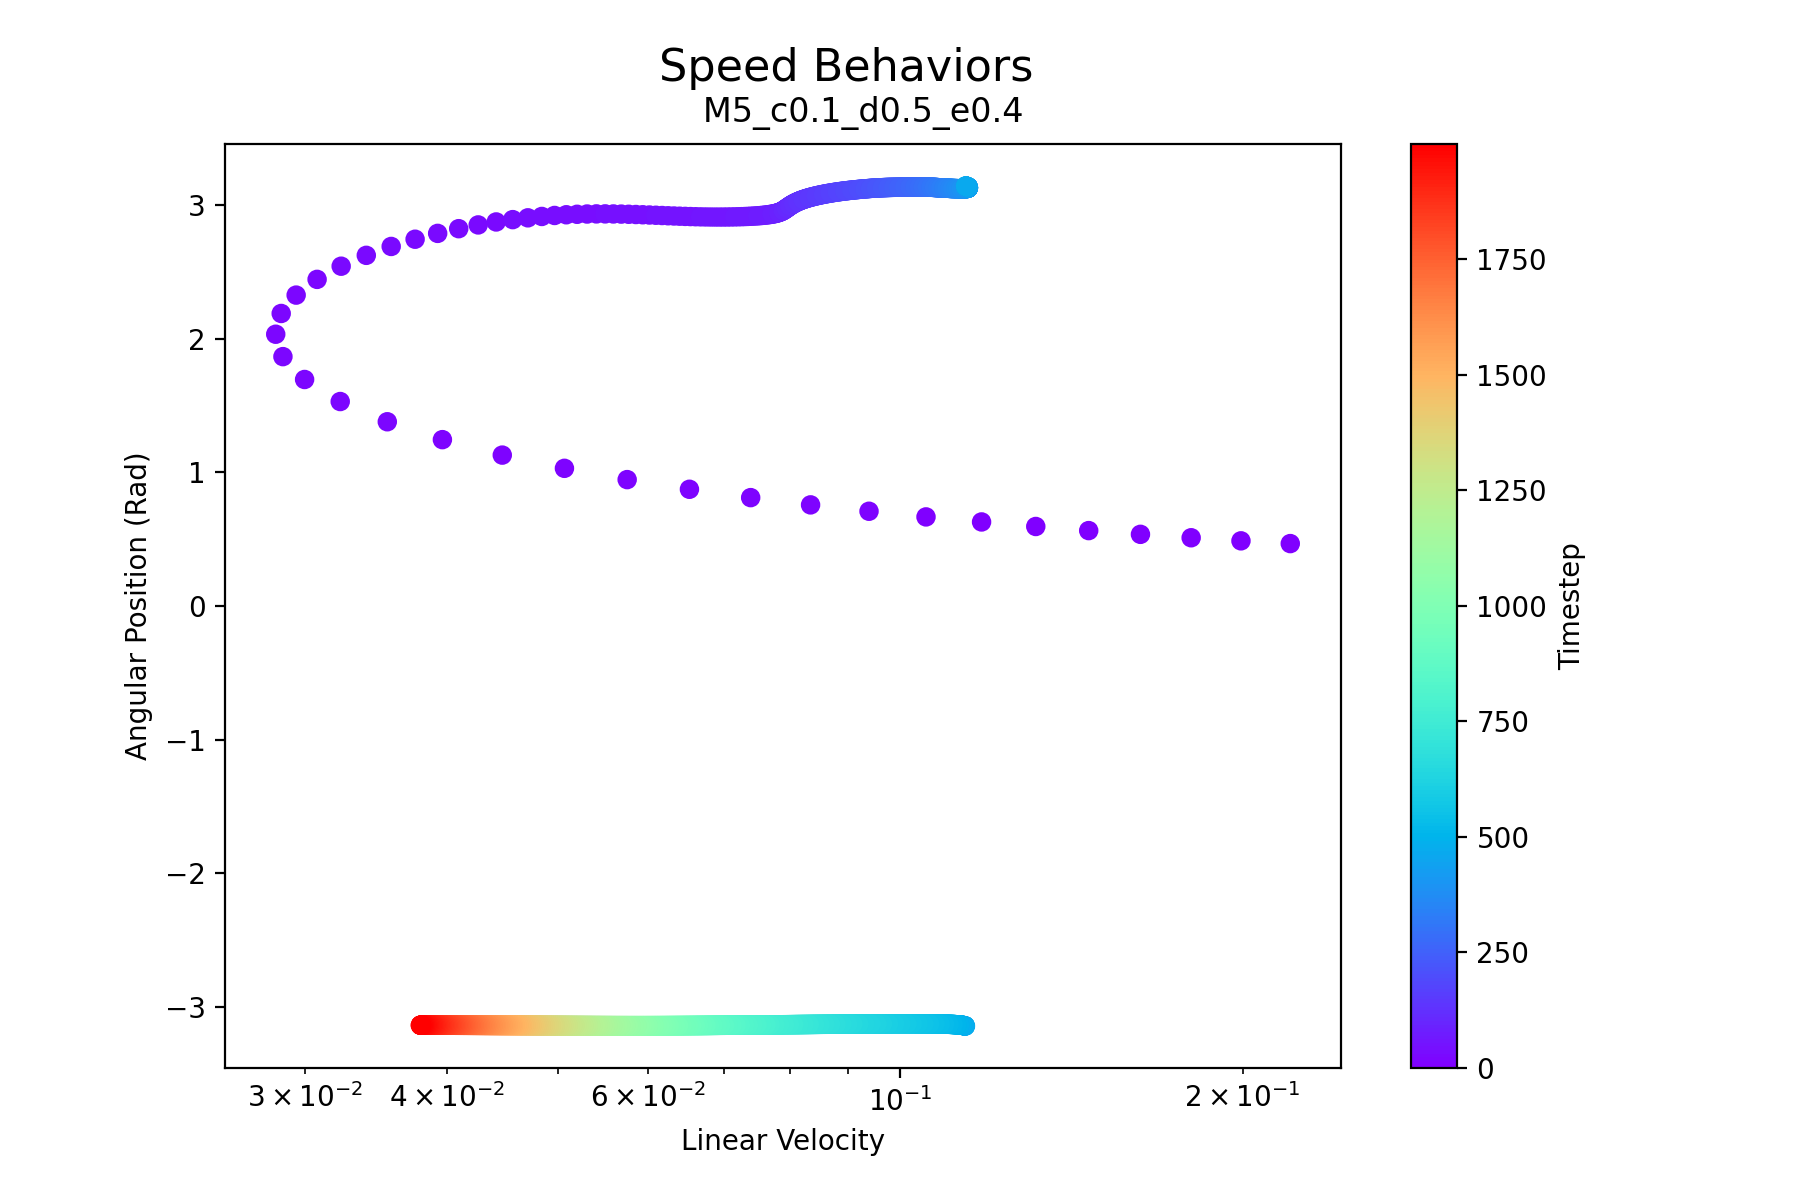 Speed Behaviors
M5_c0.1_d0.5_e0.4
Angular Position (Rad)
3
2
1
0
−1
−2
−3
3 × 10⁻²
4 × 10⁻²
6 × 10⁻²
10⁻¹
2 × 10⁻¹
Linear Velocity
1750
1500
1250
1000
750
500
250
0
Timestep